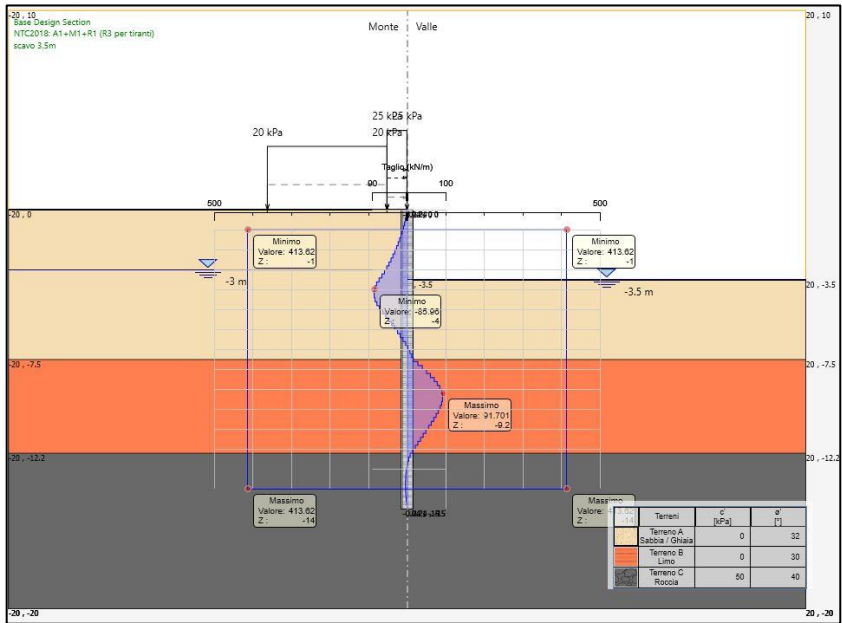 -20 , 10
20 , 10
Base Design Section
NTC2018: A1+M1+R1 (R3 per tiranti)
scavo 3.5m
Monte
Valle
20 kPa
20 kPa
Taglio (kN/m)
90
100
500
500
-20 , 0
Minimo
Valore: 413.62
Z : -1
Minimo
Valore: 413.62
Z : -1
-3 m
-3.5
-3.5 m
20 , -3.5
Minimo
Valore: -85.96
Z : -4
-20 , -7.5
20 , -7.5
Massimo
Valore: 91.701
Z : -9.2
-20 , -12.2
20 , -12.2
Massimo
Valore: 413.62
Z : -14
Terreni
c' [kPa]
ø' [°]
Terreno A
Sabbia / Ghiaia
0
32
Terreno B
Limo
0
30
Terreno C
Roccia
50
40
-20 , -20
20 , -20